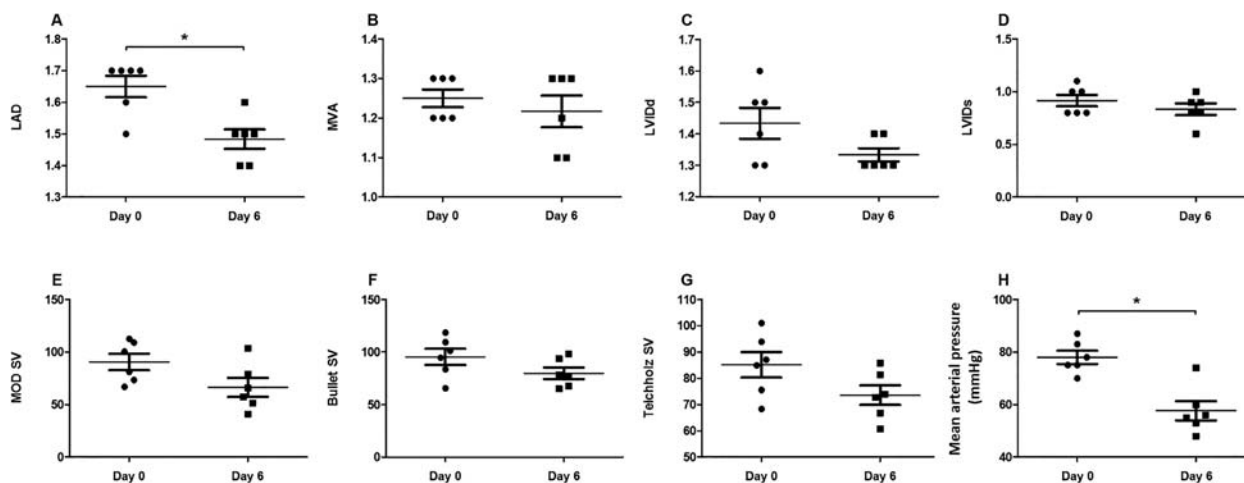 A
LAD
1.8
1.7
1.6
1.5
1.4
1.3
*
Day 0
Day 6
B
MVA
1.4
1.3
1.2
1.1
1.0
Day 0
Day 6
C
LVIDd
1.7
1.6
1.5
1.4
1.3
1.2
Day 0
Day 6
D
LVIDs
1.5
1.0
0.5
0.0
Day 0
Day 6
E
MOD SV
150
100
50
0
Day 0
Day 6
F
Bullet SV
150
100
50
0
Day 0
Day 6
G
Teichholz SV
110
100
90
80
70
60
50
Day 0
Day 6
H
Mean arterial pressure
(mmHg)
100
80
60
40
*
Day 0
Day 6